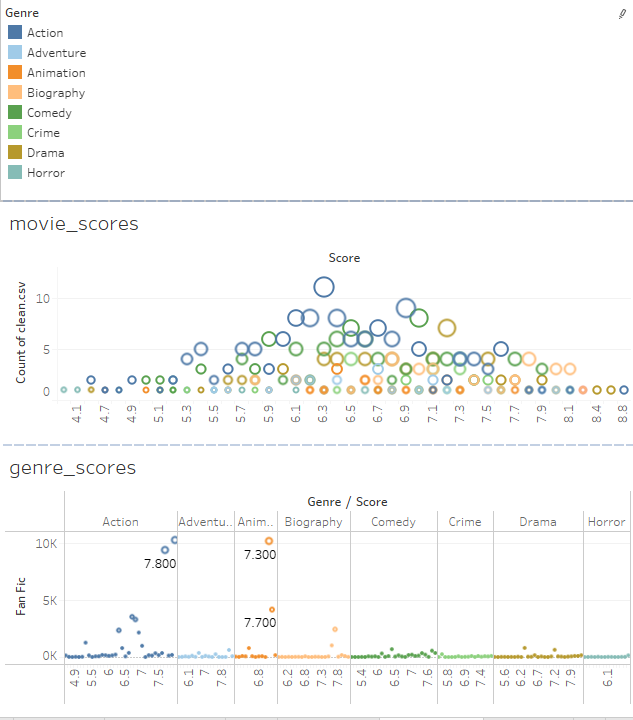 Genre
Action
Adventure
Animation
Biography
Comedy
Crime
Drama
Horror
movie_scores
Score
Count of clean.csv
10
5
0
4.1 4.7 4.9 5.1 5.3 5.5 5.7 5.9 6.1 6.3 6.5 6.7 6.9 7.1 7.3 7.5 7.7 7.9 8.1 8.4 8.8
genre_scores
Genre / Score
Action Adventu.. Anim.. Biography Comedy Crime Drama Horror
Fan Fic
10K
5K
0K
7.800
7.300
7.700
4.9 5.5 6 6.5 7 7.5 6.1 7 7.8 6.8 6.2 6.8 7.3 7.8 5.4 6 6.5 7 7.6 5.8 6.9 7.4 5.6 6.2 6.7 7.2 7.9 6.1